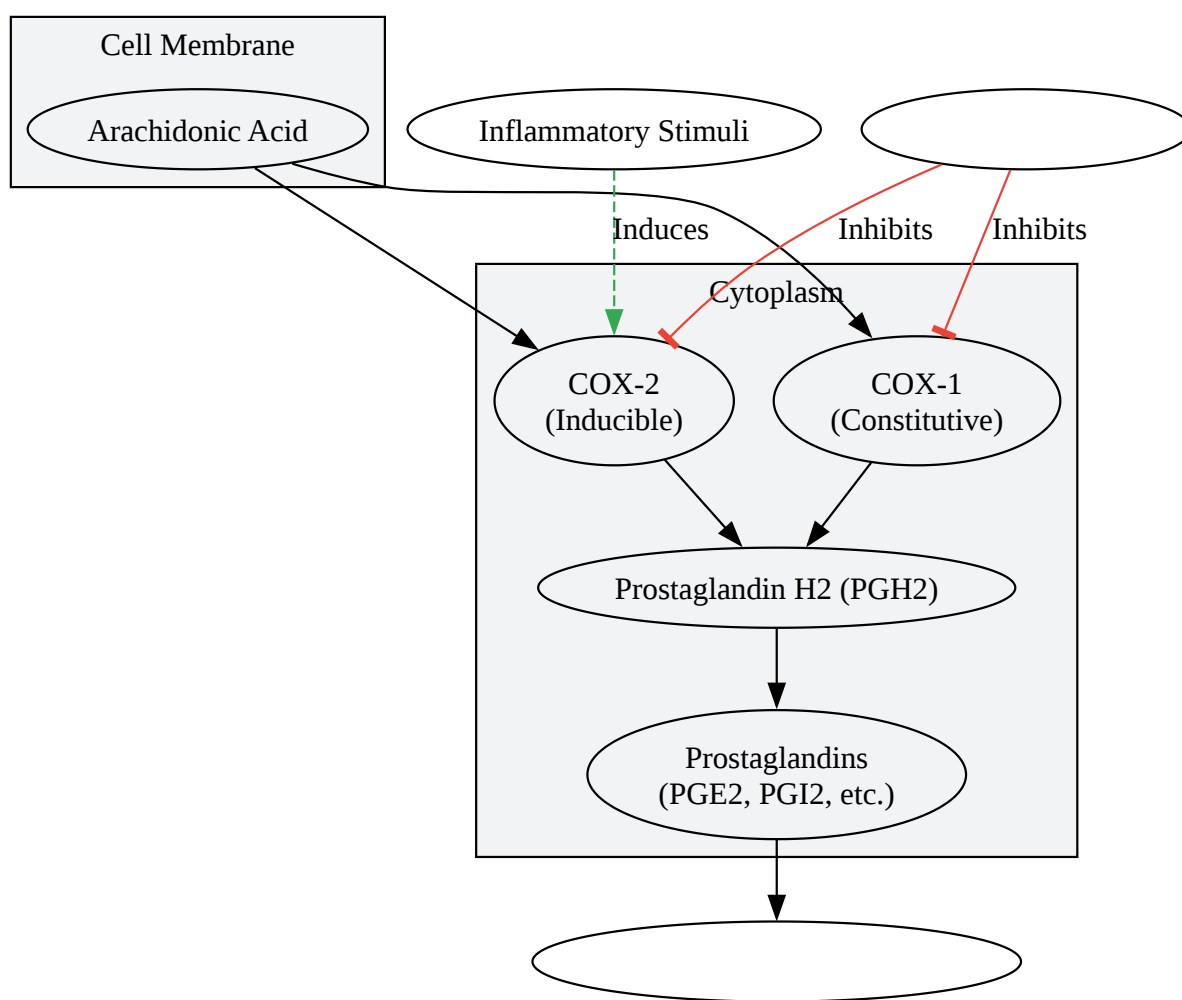 Cell Membrane
Arachidonic Acid
Inflammatory Stimuli
Induces
Inhibits
Inhibits
Cytoplasm
COX-2
(Inducible)
COX-1
(Constitutive)
Prostaglandin H2 (PGH2)
Prostaglandins
(PGE2, PGI2, etc.)